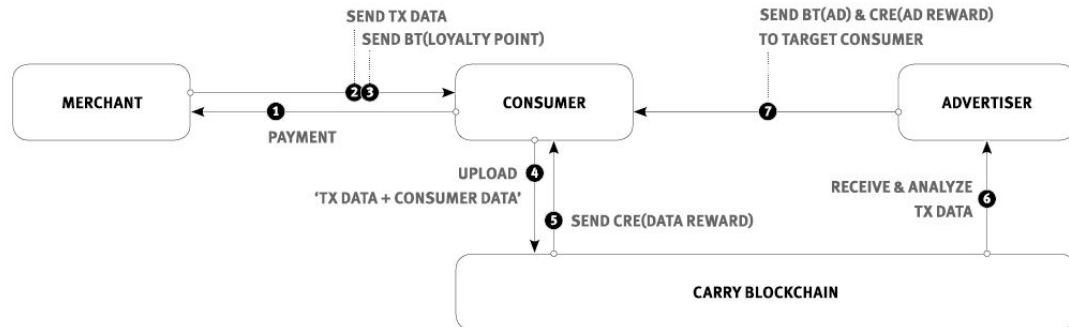 SEND TX DATA
SEND BT(LOYALTY POINT)
SEND BT(AD) & CRE(AD REWARD)
TO TARGET CONSUMER
MERCHANT
2 3
CONSUMER
ADVERTISER
1
7
PAYMENT
UPLOAD 4
'TX DATA + CONSUMER DATA'
5 SEND CRE(DATA REWARD)
RECEIVE & ANALYZE 6
TX DATA
CARRY BLOCKCHAIN